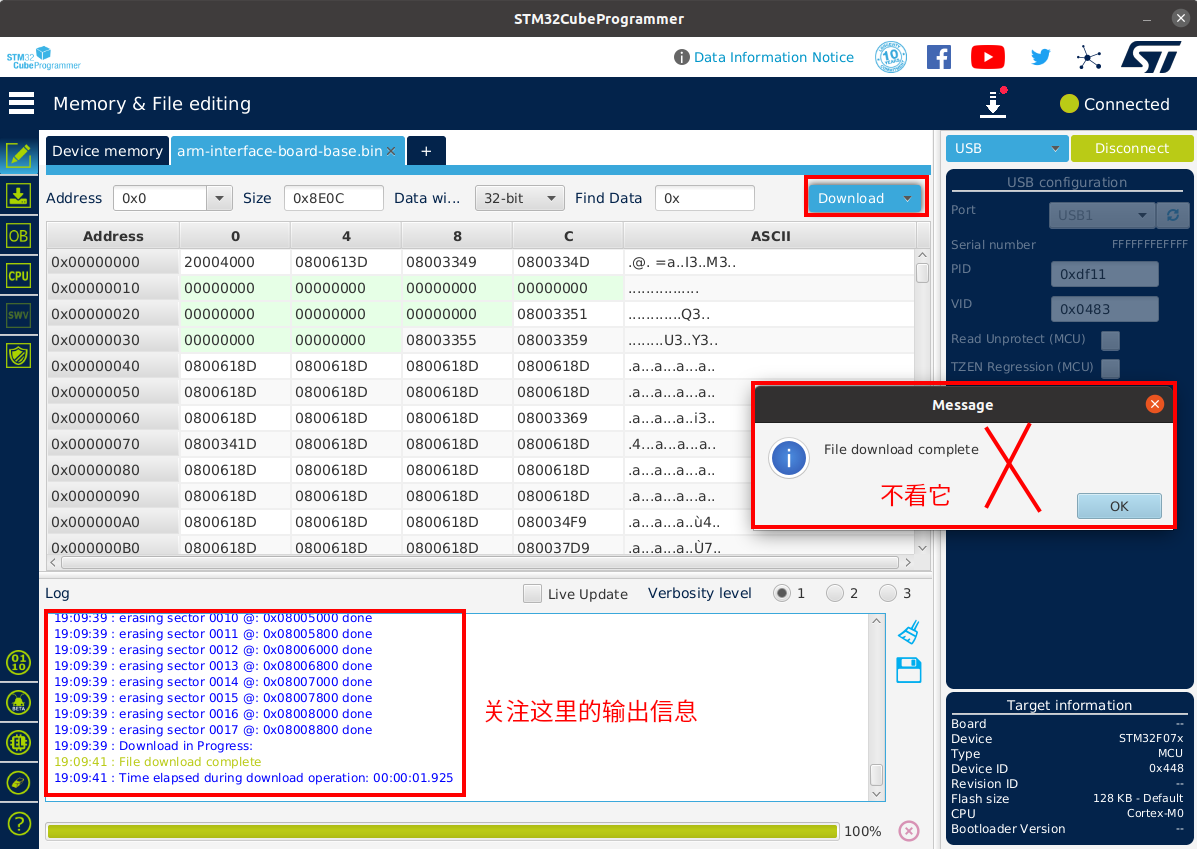 STM32CubeProgrammer
STM32
CubeProgrammer
Data Information Notice
10
Memory & File editing
Connected
Device memory
arm-interface-board-base.bin
+
USB
Disconnect
Address
0x0
Size
0x8E0C
Data wi...
32-bit
Find Data
0x
Download
Address 0 4 8 C ASCII
0x00000000 20004000 0800613D 08003349 0800334D .@. =a..I3..M3..
0x00000010 00000000 00000000 00000000 00000000 ................
0x00000020 00000000 00000000 00000000 08003351 ............Q3..
0x00000030 00000000 00000000 08003355 08003359 ........U3..Y3..
0x00000040 0800618D 0800618D 0800618D 0800618D .a...a...a..a..
0x00000050 0800618D 0800618D 0800618D 0800618D .a...a...a..a..
0x00000060 0800618D 0800618D 0800618D 08003369 .a...a...a..i3..
0x00000070 0800341D 0800618D 0800618D 0800618D .4...a...a..a..
0x00000080 0800618D 0800618D 0800618D 0800618D .a...a...a..a..
0x00000090 0800618D 0800618D 0800618D 0800618D .a...a...a..a..
0x000000A0 0800618D 0800618D 0800618D 080034F9 .a...a...a..ù4..
0x000000B0 0800618D 0800618D 0800618D 080037D9 .a...a...a..Ù7..
USB configuration
Port
USB1
Serial number
FFFFFFFEFFFF
PID
0xdf11
VID
0x0483
Read Unprotect (MCU)
TZEN Regression (MCU)
Message
File download complete
不看它
OK
Log
Live Update
Verbosity level
1
2
3
19:09:39 : erasing sector 0010 @: 0x08005000 done
19:09:39 : erasing sector 0011 @: 0x08005800 done
19:09:39 : erasing sector 0012 @: 0x08006000 done
19:09:39 : erasing sector 0013 @: 0x08006800 done
19:09:39 : erasing sector 0014 @: 0x08007000 done
19:09:39 : erasing sector 0015 @: 0x08007800 done
19:09:39 : erasing sector 0016 @: 0x08008000 done
19:09:39 : erasing sector 0017 @: 0x08008800 done
19:09:39 : Download in Progress:
19:09:41 : File download complete
19:09:41 : Time elapsed during download operation: 00:00:01.925
关注这里的输出信息
100%
Target information
Board --
Device STM32F07x
Type MCU
Device ID 0x448
Revision ID --
Flash size 128 KB - Default
CPU Cortex-M0
Bootloader Version --
OB
CPU
SWV
01
10
BETA
?
ST